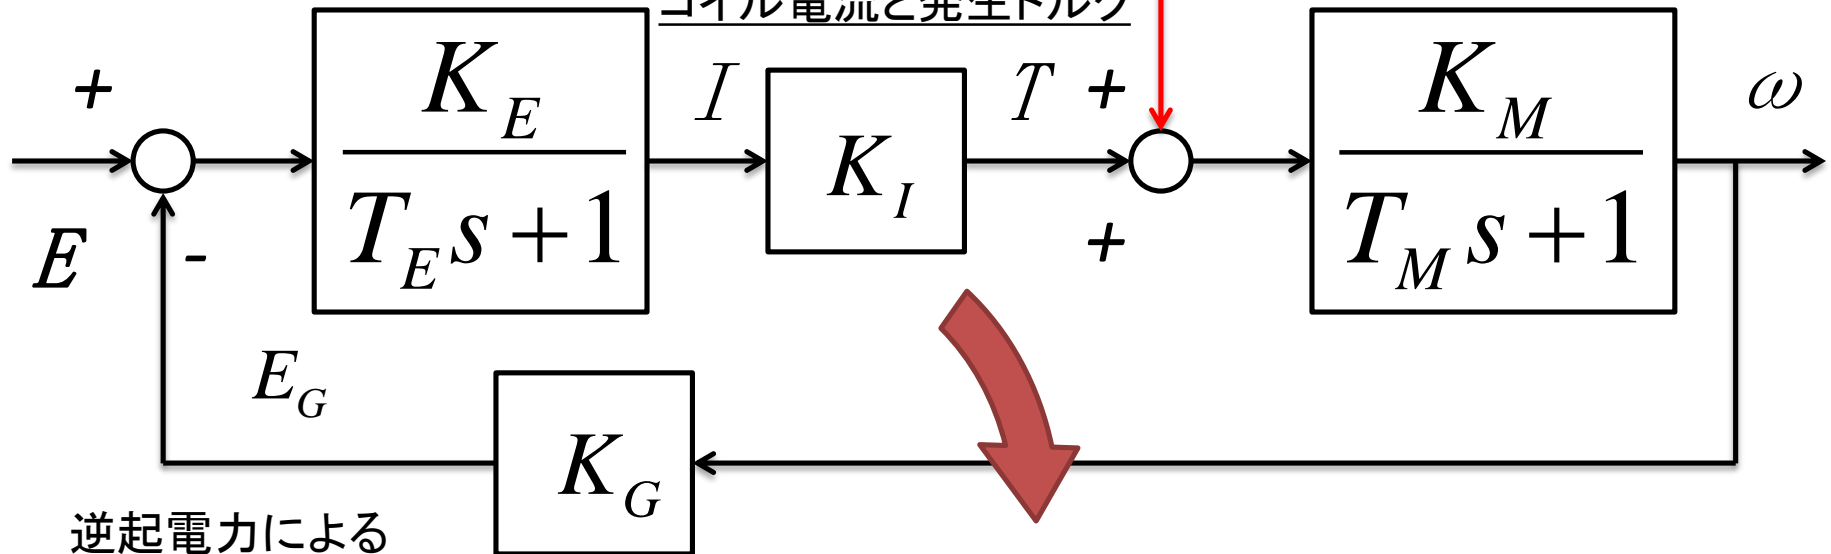 コイル電流と発生トルク
+
E
-
K_E
T_E s + 1
I
K_I
T
+
+
K_M
T_M s + 1
ω
E_G
K_G
逆起電力による